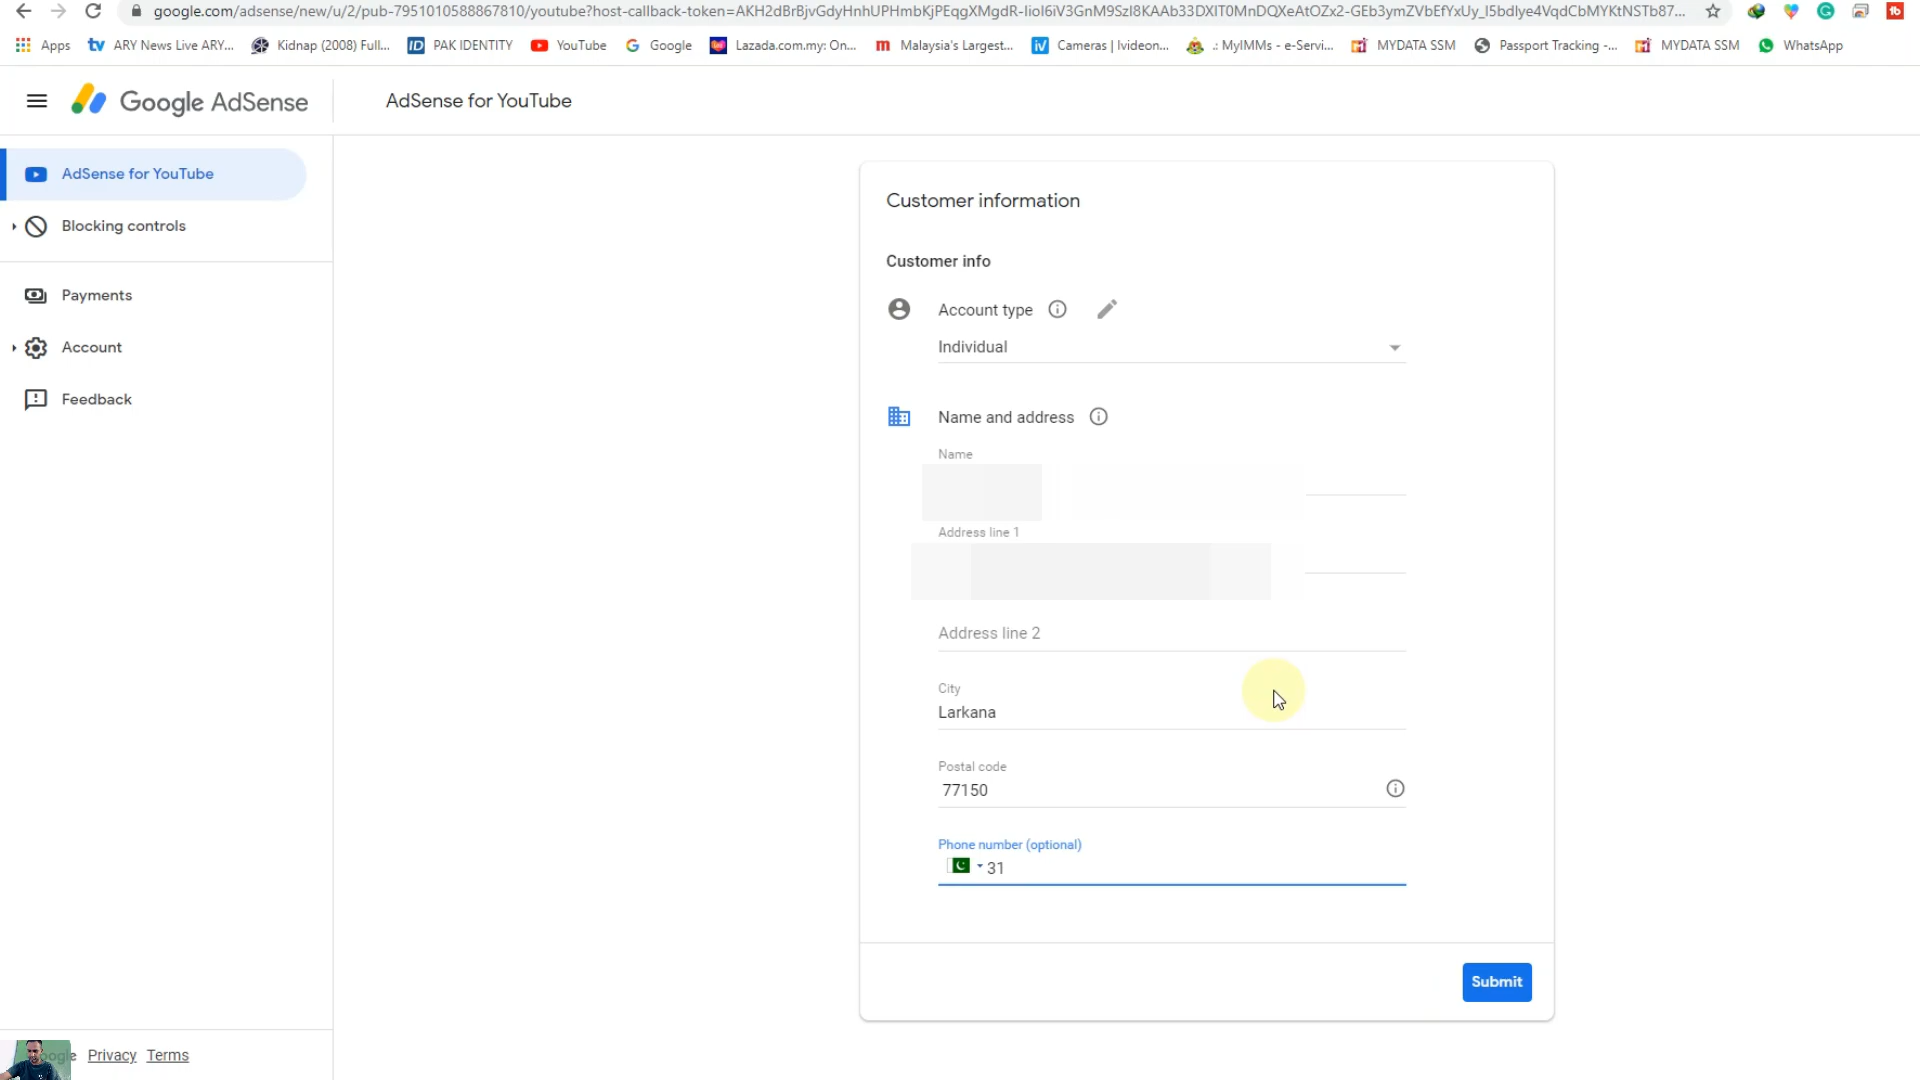 google.com/adsense/new/u/2/pub-7951010588867810/youtube?host-callback-token=AKH2dBrBjvGdyHnhUPHmbKjPEqgXMgdR-Iiol6iV3GnM9SzI8KAAb33DXIT0MnDQXeAtOZx2-GEb3ymZVbEfYxUy_I5bdlye4VqdCbMYKtNSTb87...
Apps ARY News Live ARY... Kidnap (2008) Full... PAK IDENTITY YouTube Google Lazada.com.my: On... Malaysia's Largest... Cameras | Ivideon... .: MyIMMs - e-Servi... MYDATA SSM Passport Tracking -... MYDATA SSM WhatsApp
Google AdSense
AdSense for YouTube
AdSense for YouTube
Blocking controls
Payments
Account
Feedback
Customer information
Customer info
Account type
Individual
Name and address
Name
Address line 1
Address line 2
City
Larkana
Postal code
77150
Phone number (optional)
31
Submit
Privacy Terms